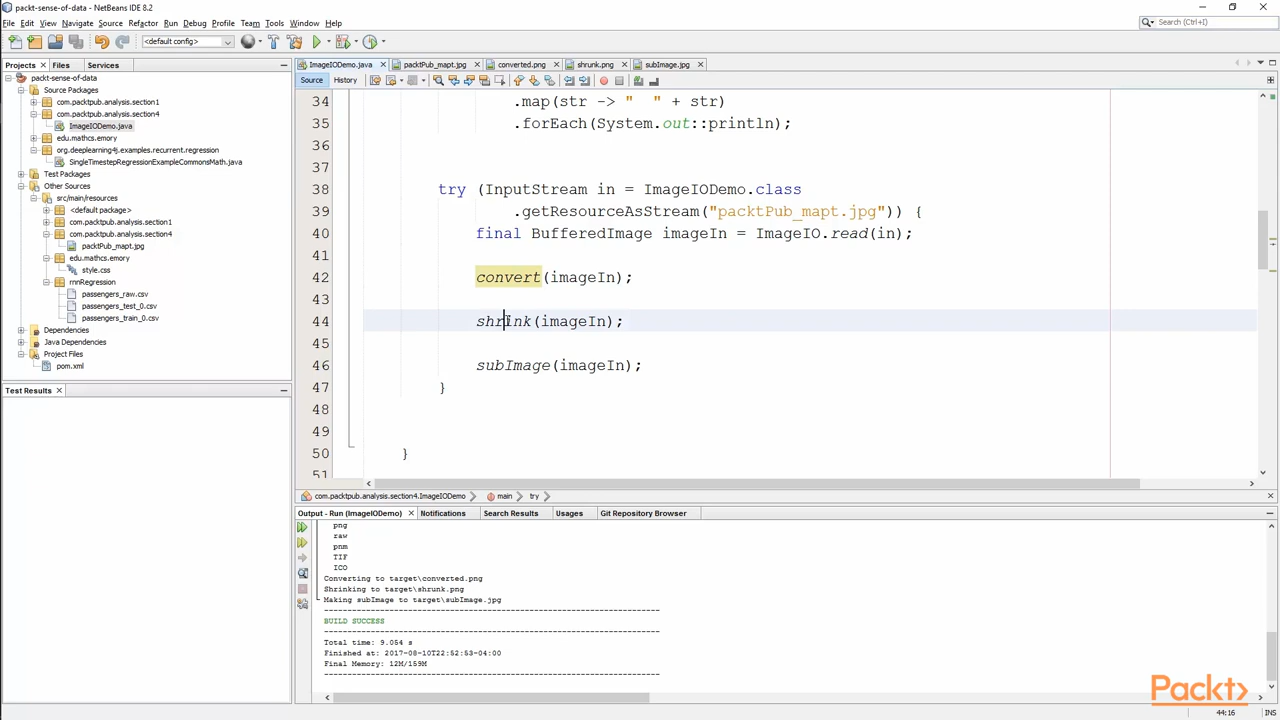 packt-sense-of-data - NetBeans IDE 8.2
File Edit View Navigate Source Refactor Run Debug Profile Team Tools Window Help
Search (Ctrl+I)
<default config>
Projects Files Services
packt-sense-of-data
Source Packages
com.packtpub.analysis.section1
com.packtpub.analysis.section4
ImageIODemo.java
edu.mathcs.emory
org.deeplearning4j.examples.recurrent.regression
SingleTimestepRegressionExampleCommonsMath.java
Test Packages
Other Sources
src/main/resources
<default package>
com.packtpub.analysis.section1
com.packtpub.analysis.section4
packtPub_mapt.jpg
edu.mathcs.emory
style.css
rnnRegression
passengers_raw.csv
passengers_test_0.csv
passengers_train_0.csv
Dependencies
Java Dependencies
Project Files
pom.xml
Test Results
ImageIODemo.java packtPub_mapt.jpg converted.png shrunk.png subImage.jpg
Source History
34 .map(str -> "  " + str)
35 .forEach(System.out::println);
36
37
38 try (InputStream in = ImageIODemo.class
39 .getResourceAsStream("packtPub_mapt.jpg")) {
40 final BufferedImage imageIn = ImageIO.read(in);
41
42 convert(imageIn);
43
44 shrink(imageIn);
45
46 subImage(imageIn);
47 }
48
49
50 }
51
com.packtpub.analysis.section4.ImageIODemo main try
Output - Run (ImageIODemo) Notifications Search Results Usages Git Repository Browser
png
raw
pnm
TIF
ICO
Converting to target\converted.png
Shrinking to target\shrunk.png
Making subImage to target\subImage.jpg
------------------------------------------------------------------------
BUILD SUCCESS
------------------------------------------------------------------------
Total time: 9.054 s
Finished at: 2017-08-10T22:52:53-04:00
Final Memory: 12M/159M
------------------------------------------------------------------------
Packt>
44:16 INS